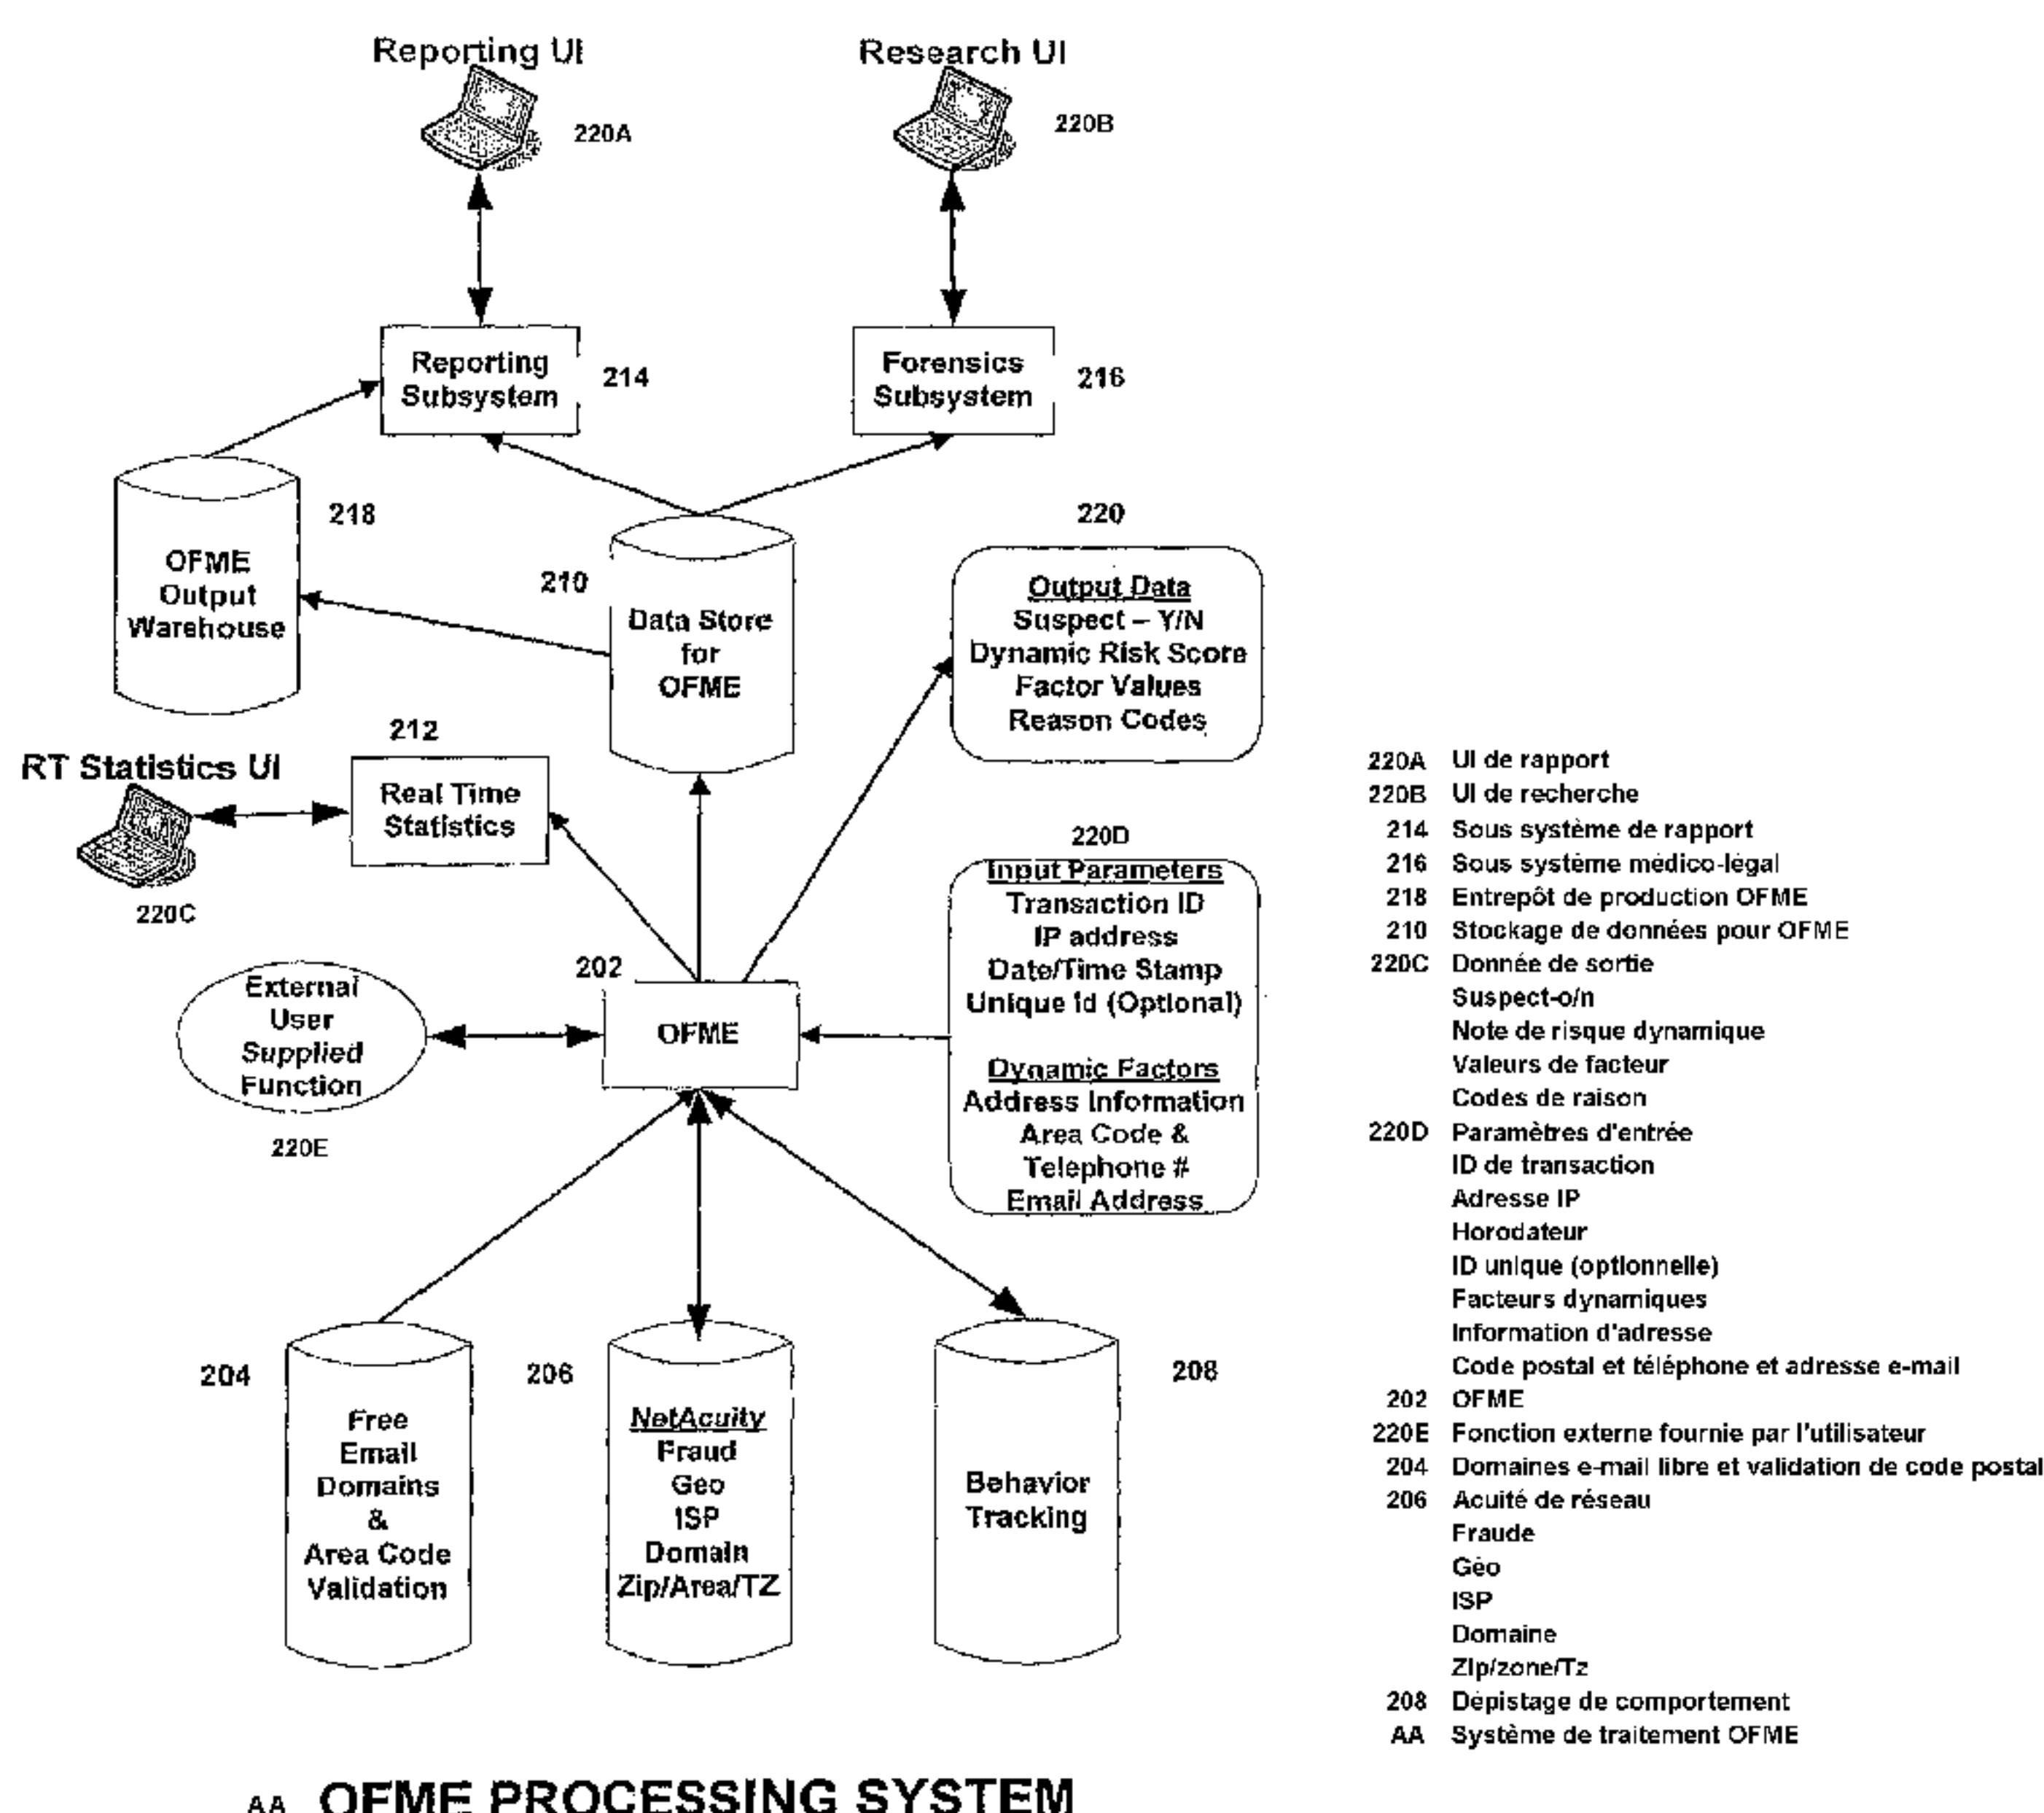 Reporting UI
220A
Research UI
220B
Reporting
Subsystem
214
Forensics
Subsystem
216
218
OFME
Output
Warehouse
210
Data Store
for
OFME
220
Output Data
Suspect – Y/N
Dynamic Risk Score
Factor Values
Reason Codes
212
RT Statistics UI
220C
Real Time
Statistics
220D
Input Parameters
Transaction ID
IP address
Date/Time Stamp
Unique Id (Optional)
Dynamic Factors
Address Information
Area Code &
Telephone #
Email Address
202
OFME
External
User
Supplied
Function
220E
204
Free
Email
Domains
&
Area Code
Validation
206
NetAcuity
Fraud
Geo
ISP
Domain
Zip/Area/TZ
208
Behavior
Tracking
AA OFME PROCESSING SYSTEM
220A UI de rapport
220B UI de recherche
214 Sous système de rapport
216 Sous système médico-légal
218 Entrepôt de production OFME
210 Stockage de données pour OFME
220C Donnée de sortie
Suspect-o/n
Note de risque dynamique
Valeurs de facteur
Codes de raison
220D Paramètres d'entrée
ID de transaction
Adresse IP
Horodateur
ID unique (optionnelle)
Facteurs dynamiques
Information d'adresse
Code postal et téléphone et adresse e-mail
202 OFME
220E Fonction externe fournie par l'utilisateur
204 Domaines e-mail libre et validation de code postal
206 Acuité de réseau
Fraude
Géo
ISP
Domaine
Zip/zone/Tz
208 Dépistage de comportement
AA Système de traitement OFME